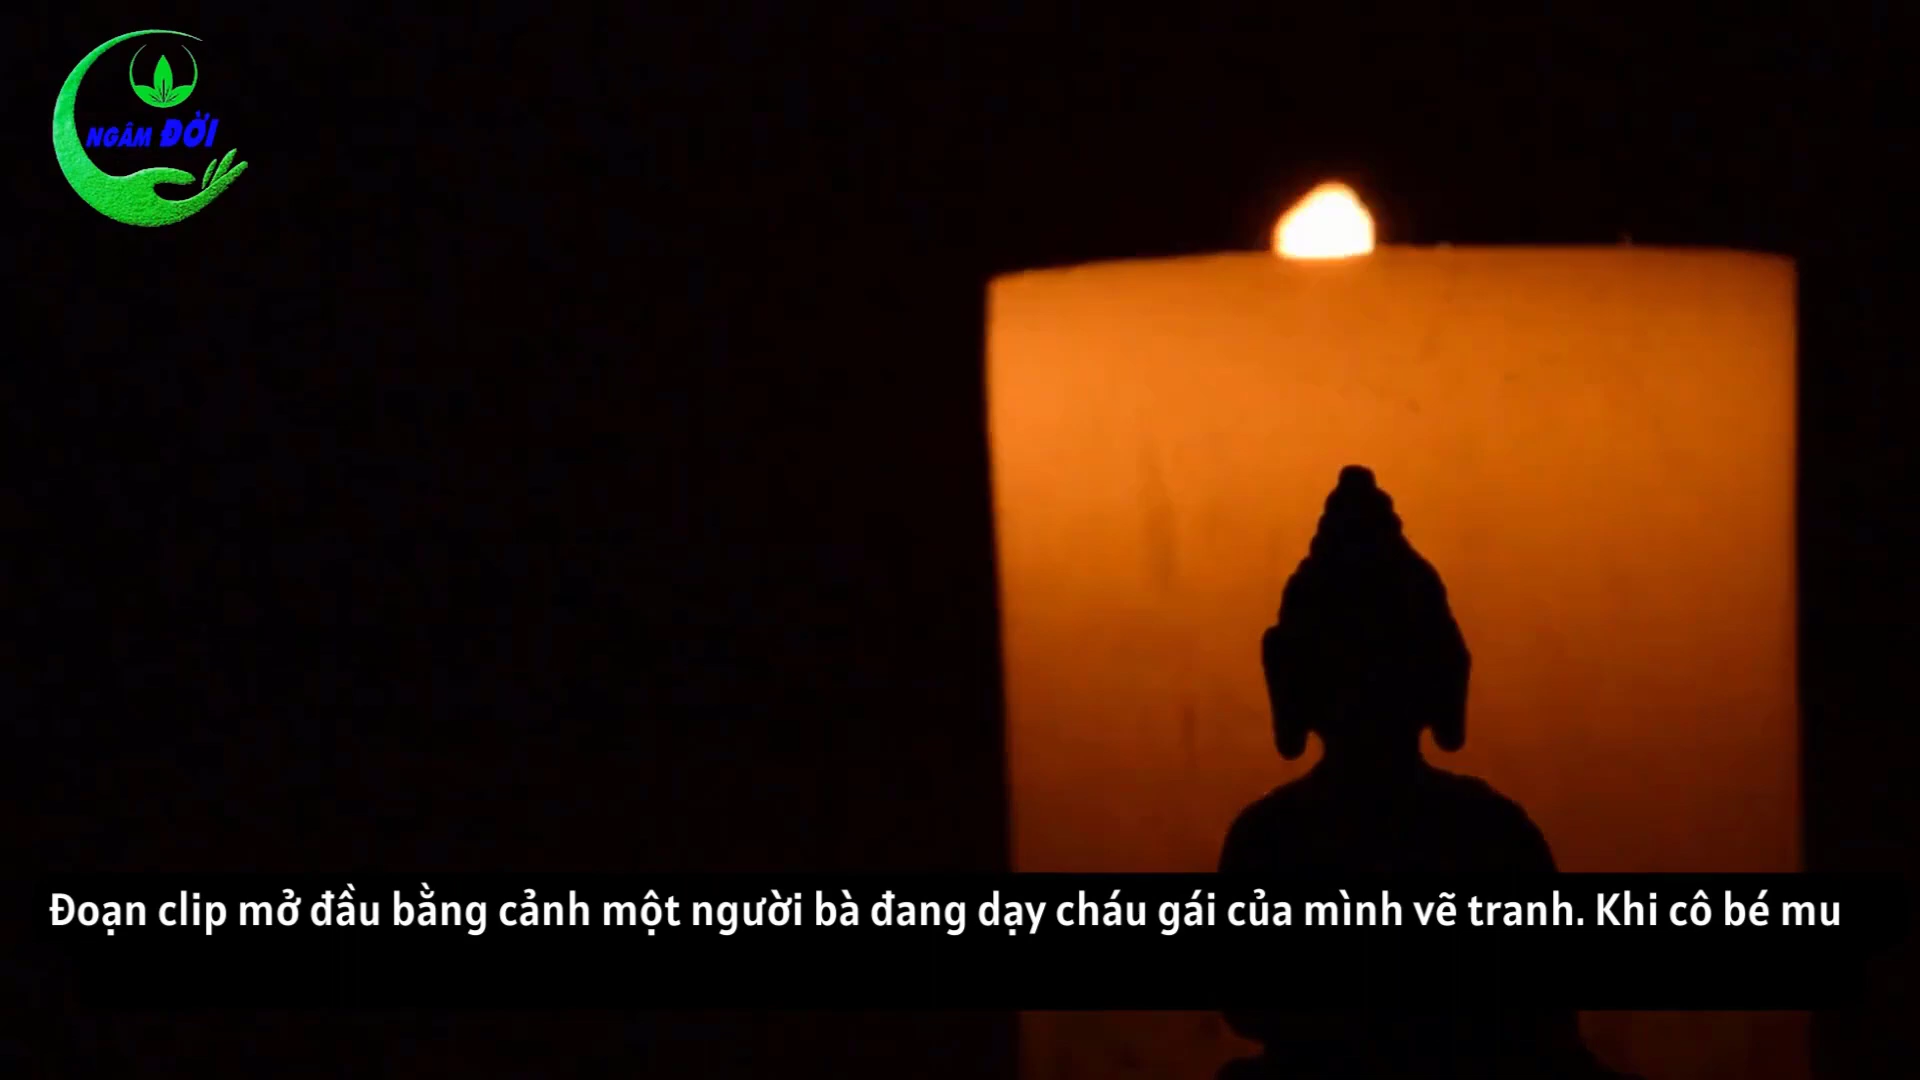 NGÂM ĐỜI
Đoạn clip mở đầu bằng cảnh một người bà đang dạy cháu gái của mình vẽ tranh. Khi cô bé mu